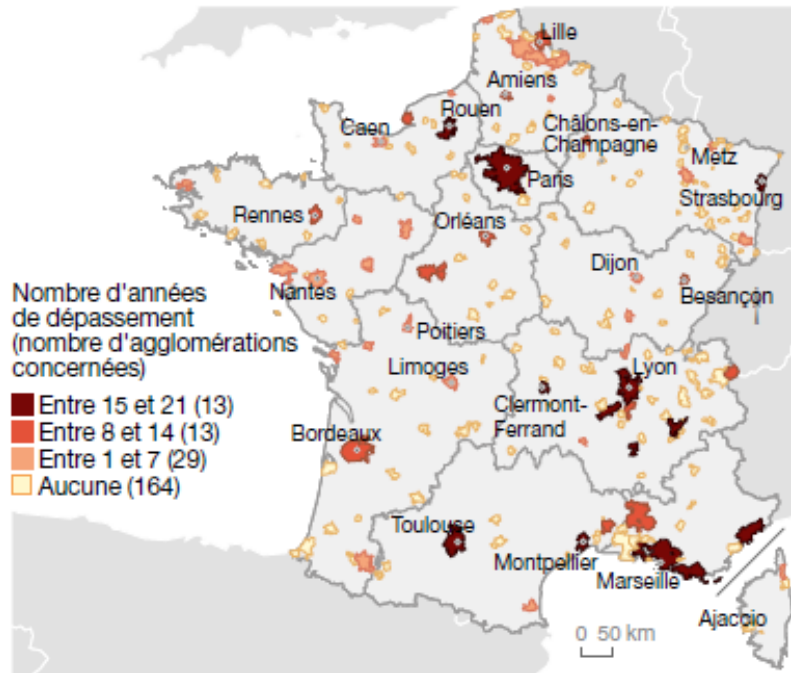 Lille
Amiens
Rouen
Caen
Châlons-en-
Champagne
Metz
Paris
Strasbourg
Rennes
Orléans
Dijon
Besançon
Nantes
Poitiers
Limoges
Lyon
Clermont-
Ferrand
Bordeaux
Toulouse
Montpellier
Marseille
Ajaccio
0 50 km
Nombre d'années
de dépassement
(nombre d'agglomérations
concernées)
Entre 15 et 21 (13)
Entre 8 et 14 (13)
Entre 1 et 7 (29)
Aucune (164)